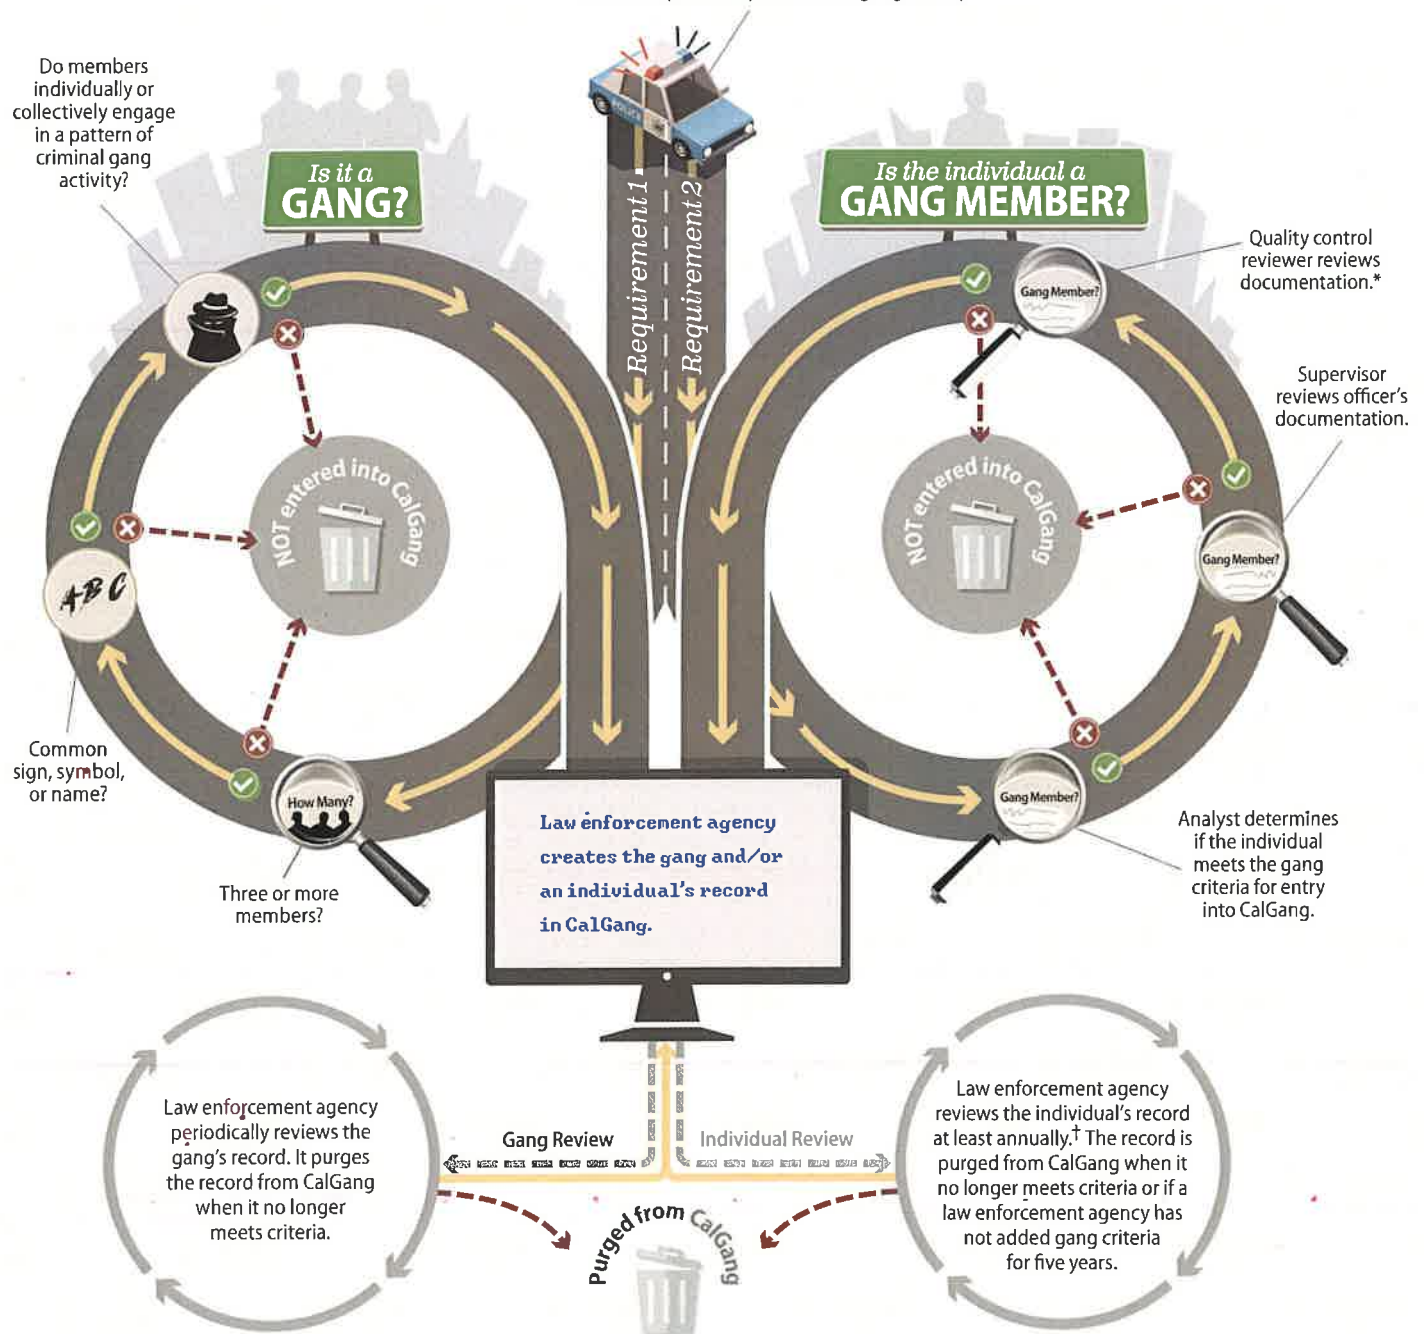 Do members
individually or
collectively engage
in a pattern of
criminal gang
activity?
Is it a
GANG?
POLICE
Requirement 1
Requirement 2
Is the individual a
GANG MEMBER?
Quality control
reviewer reviews
documentation.*
Gang Member?
Supervisor
reviews officer's
documentation.
NOT entered into CalGang
NOT entered into CalGang
Gang Member?
ABC
Common
sign, symbol,
or name?
How Many?
Three or more
members?
Gang Member?
Analyst determines
if the individual
meets the gang
criteria for entry
into CalGang.
Law enforcement agency
creates the gang and/or
an individual's record
in CalGang.
Law enforcement agency
periodically reviews the
gang's record. It purges
the record from CalGang
when it no longer
meets criteria.
Gang Review
Individual Review
Law enforcement agency
reviews the individual's record
at least annually.† The record is
purged from CalGang when it
no longer meets criteria or if a
law enforcement agency has
not added gang criteria
for five years.
Purged from CalGang